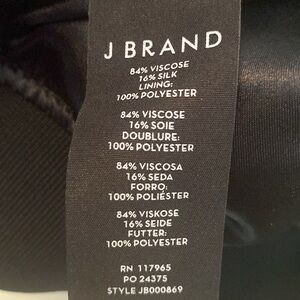 J BRAND
84% VISCOSE
16% SILK
LINING:
100% POLYESTER
84% VISCOSE
16% SOIE
DOUBLURE:
100% POLYESTER
84% VISCOSA
16% SEDA
FORRO:
100% POLIÉSTER
84% VISKOSE
16% SEIDE
FUTTER:
100% POLYESTER
RN 117965
PO 24375
STYLE JB000869